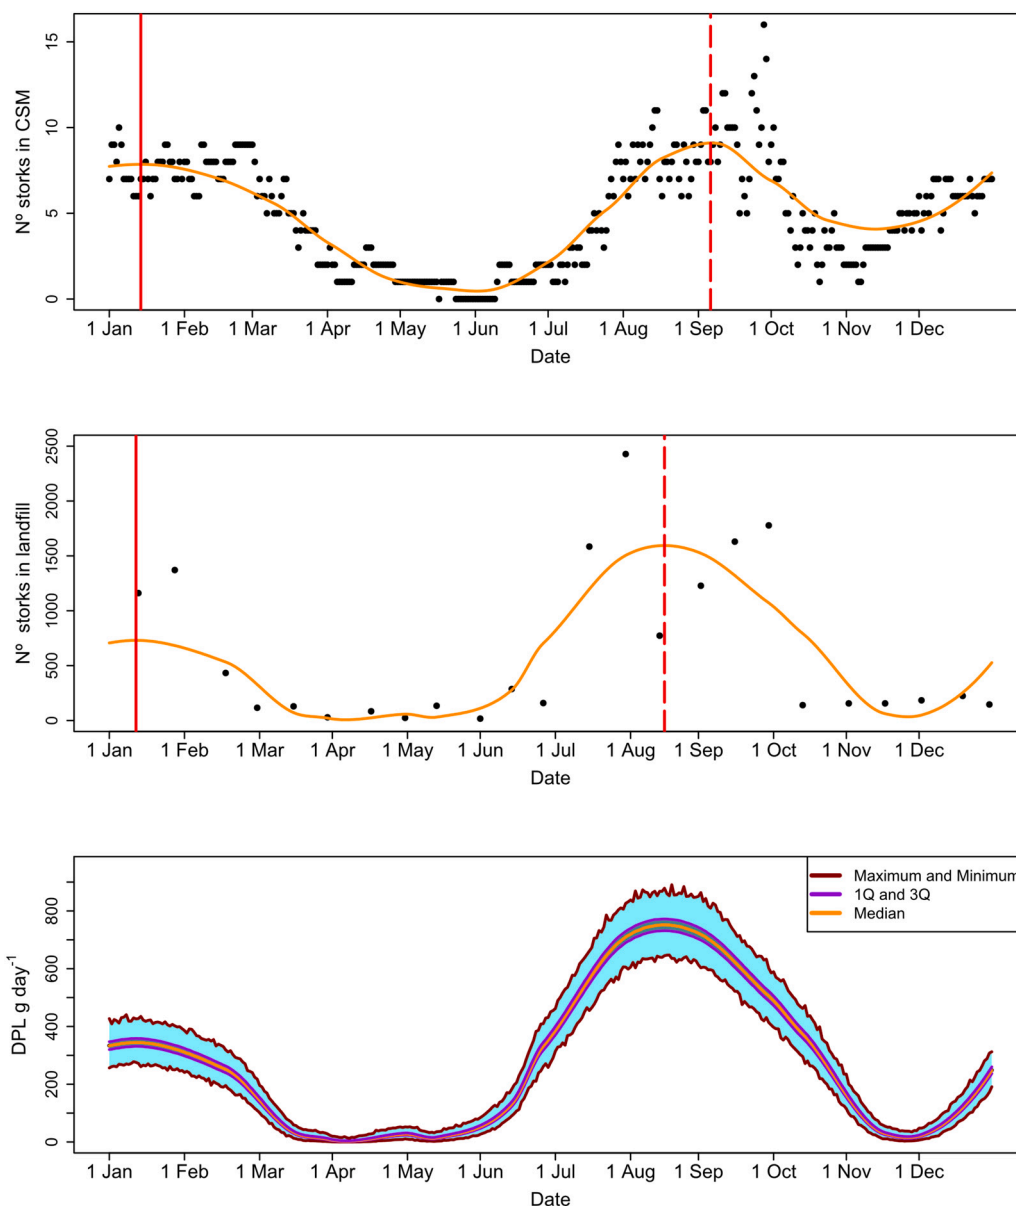 Nº storks in CSM
15
10
5
0
1 Jan 1 Feb 1 Mar 1 Apr 1 May 1 Jun 1 Jul 1 Aug 1 Sep 1 Oct 1 Nov 1 Dec
Date
Nº storks in landfill
2500
2000
1500
1000
500
0
1 Jan 1 Feb 1 Mar 1 Apr 1 May 1 Jun 1 Jul 1 Aug 1 Sep 1 Oct 1 Nov 1 Dec
Date
Maximum and Minimum
1Q and 3Q
Median
DPL g day⁻¹
800
600
400
200
0
1 Jan 1 Feb 1 Mar 1 Apr 1 May 1 Jun 1 Jul 1 Aug 1 Sep 1 Oct 1 Nov 1 Dec
Date